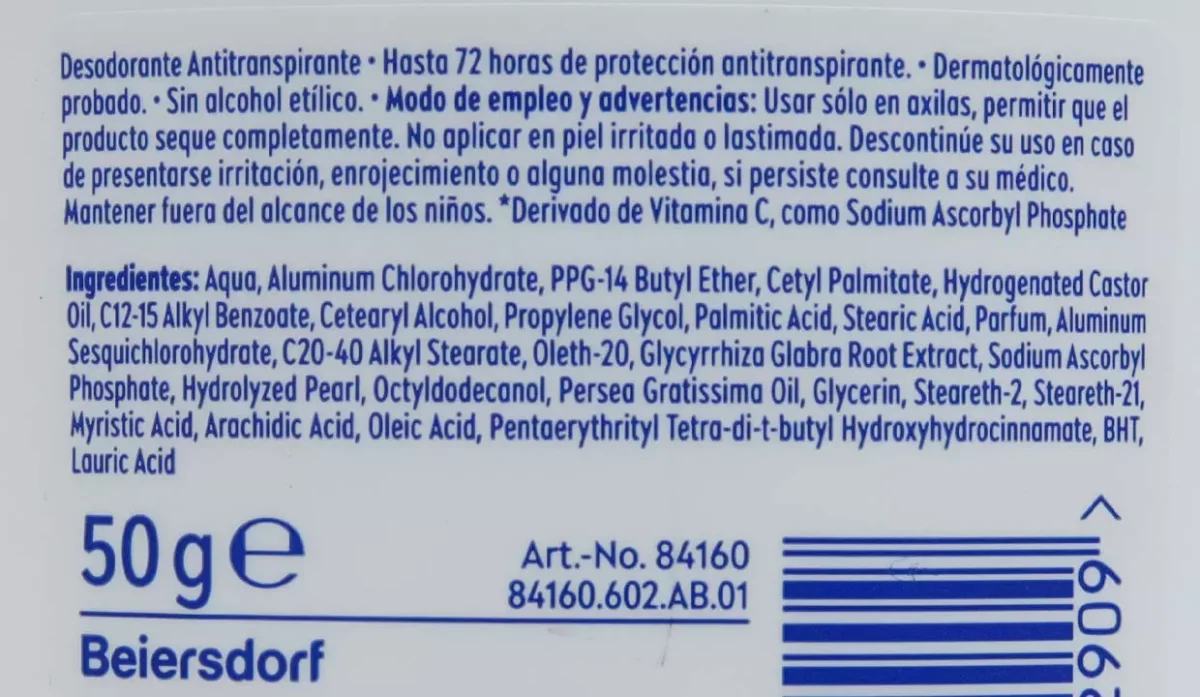 Desodorante Antitranspirante • Hasta 72 horas de protección antitranspirante. • Dermatológicamente
probado. • Sin alcohol etílico. • Modo de empleo y advertencias: Usar sólo en axilas, permitir que el
producto seque completamente. No aplicar en piel irritada o lastimada. Descontinúe su uso en caso
de presentarse irritación, enrojecimiento o alguna molestia, si persiste consulte a su médico.
Mantener fuera del alcance de los niños. *Derivado de Vitamina C, como Sodium Ascorbyl Phosphate
Ingredientes: Aqua, Aluminum Chlorohydrate, PPG-14 Butyl Ether, Cetyl Palmitate, Hydrogenated Castor
Oil, C12-15 Alkyl Benzoate, Cetearyl Alcohol, Propylene Glycol, Palmitic Acid, Stearic Acid, Parfum, Aluminum
Sesquichlorohydrate, C20-40 Alkyl Stearate, Oleth-20, Glycyrrhiza Glabra Root Extract, Sodium Ascorbyl
Phosphate, Hydrolyzed Pearl, Octyldodecanol, Persea Gratissima Oil, Glycerin, Steareth-2, Steareth-21,
Myristic Acid, Arachidic Acid, Oleic Acid, Pentaerythrityl Tetra-di-t-butyl Hydroxyhydrocinnamate, BHT,
Lauric Acid
50 g ℮
Art.-No. 84160
84160.602.AB.01
Beiersdorf